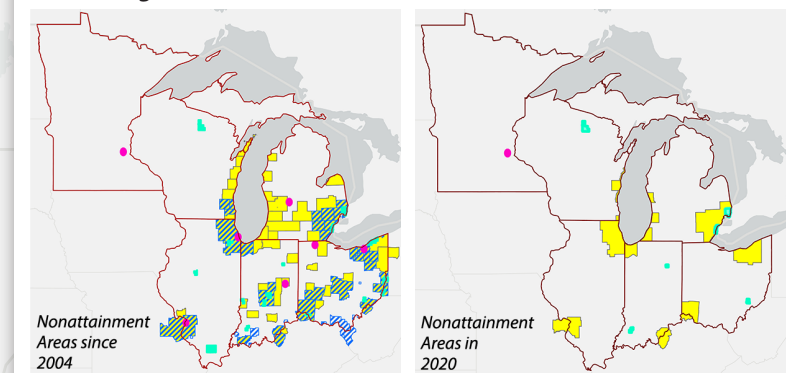 Nonattainment
Areas since
2004
Nonattainment
Areas in
2020